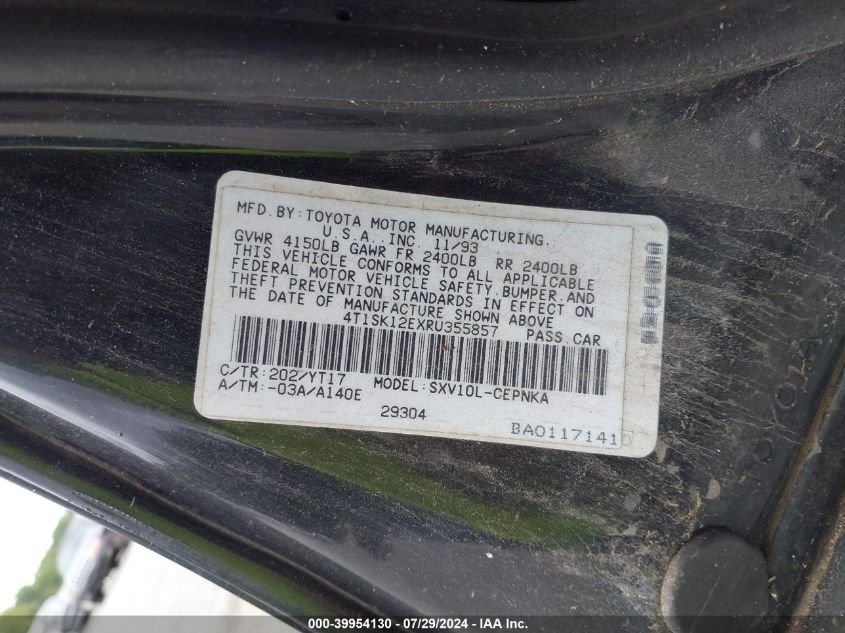 MFD.BY:TOYOTA MOTOR MANUFACTURING.
U.S.A..INC. 11/93
GVWR 4150LB GAWR FR 2400LB RR 2400LB
THIS VEHICLE CONFORMS TO ALL APPLICABLE
FEDERAL MOTOR VEHICLE SAFETY.BUMPER.AND
THEFT PREVENTION STANDARDS IN EFFECT ON
THE DATE OF MANUFACTURE SHOWN ABOVE
4T1SK12EXRU355857 PASS.CAR
C/TR:202/YT17 MODEL:SXV10L-CEPNKA
A/TM:-03A/A140E
29304
000-39954130 - 07/29/2024 - IAA Inc.